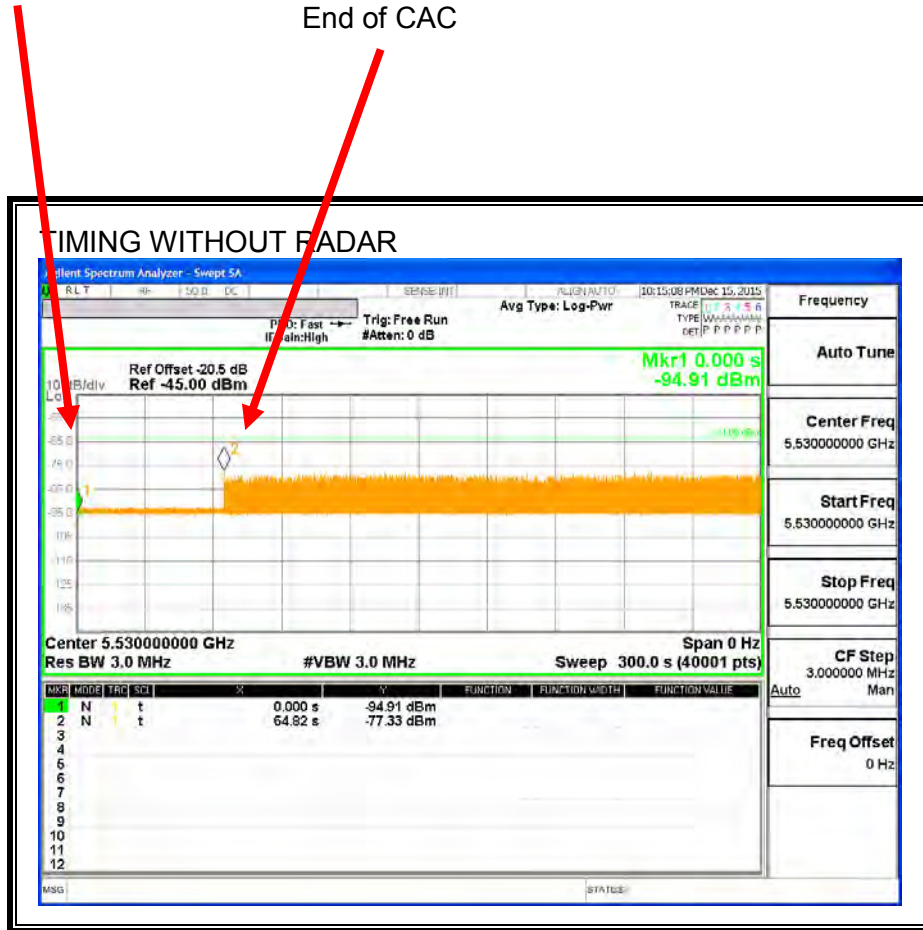 End of CAC
TIMING WITHOUT RADAR
Agilent Spectrum Analyzer - Swept SA
RLT RF 50 Ω DC SENSE:INT ALIGN AUTO 10:15:08 PM Dec 15, 2015
Avg Type: Log-Pwr
TRACE
TYPE
DET P P P P P P
PNO: Fast
IFGain:High
Trig: Free Run
#Atten: 0 dB
Frequency
Mkr1 0.000 s
-94.91 dBm
Ref Offset -20.5 dB
Ref -45.00 dBm
2
1
Center 5.530000000 GHz
Span 0 Hz
Res BW 3.0 MHz
#VBW 3.0 MHz
Sweep 300.0 s (40001 pts)
MKR MODE TRC SCL X Y FUNCTION FUNCTION WIDTH FUNCTION VALUE
1 N 1 t 0.000 s -94.91 dBm
2 N 1 t 64.82 s -77.33 dBm
3
4
5
6
7
8
9
10
11
12
MSG
STATUS
Auto Tune
Center Freq
5.530000000 GHz
Start Freq
5.530000000 GHz
Stop Freq
5.530000000 GHz
CF Step
3.000000 MHz
Auto Man
Freq Offset
0 Hz